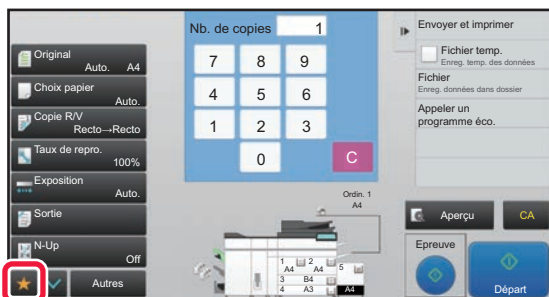 Original
Auto. A4
Choix papier
Auto.
Copie R/V
Recto→Recto
Taux de repro.
100%
Exposition
Auto.
Sortie
N-Up
Off
Autres
Nb. de copies 1
7 8 9
4 5 6
1 2 3
0 C
Ordin. 1
A4
1 A4
2 A4
3 B4
4 A3
5 A4
Envoyer et imprimer
Fichier temp.
Enreg. temp. des données
Fichier
Enreg. données dans dossier
Appeler un
programme éco.
Aperçu CA
Epreuve
Départ